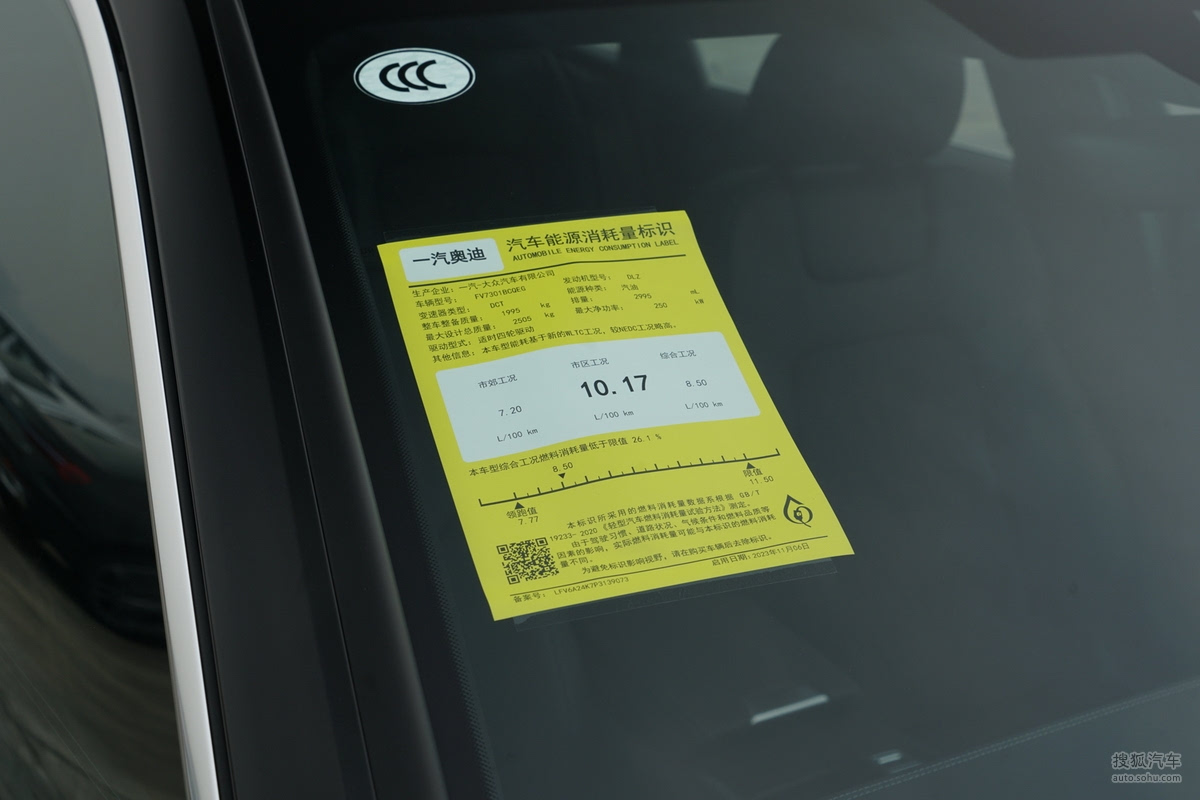 CCC
一汽奥迪
汽车能源消耗量标识
AUTOMOBILE ENERGY CONSUMPTION LABEL
生产企业: 一汽-大众汽车有限公司
车辆型号: FV7301BCQEG 发动机型号: DLZ
变速器类型: DCT 能源种类: 汽油
整车整备质量: 1995 kg 排量: 2995 mL
最大设计总质量: 2505 kg 最大净功率: 250 kW
驱动型式: 适时四轮驱动
其他信息: 本车型能耗基于新的WLTC工况, 较NEDC工况略高。
市郊工况 市区工况 综合工况
7.20 10.17 8.50
L/100 km L/100 km L/100 km
本车型综合工况燃料消耗量低于限值 26.1 %
8.50
领跑值 限值
7.77 11.50
本标识所采用的燃料消耗量数据系根据 GB/T
19233-2020《轻型汽车燃料消耗量试验方法》测定。
由于驾驶习惯、道路状况、气候条件和燃料品质等
因素的影响, 实际燃料消耗量可能与本标识的燃料消耗
量不同。
为避免标识影响视野, 请在购买车辆后去除标识。
备案号: LFV6A24K7P3139073 启用日期: 2023年11月06日
搜狐汽车
auto.sohu.com